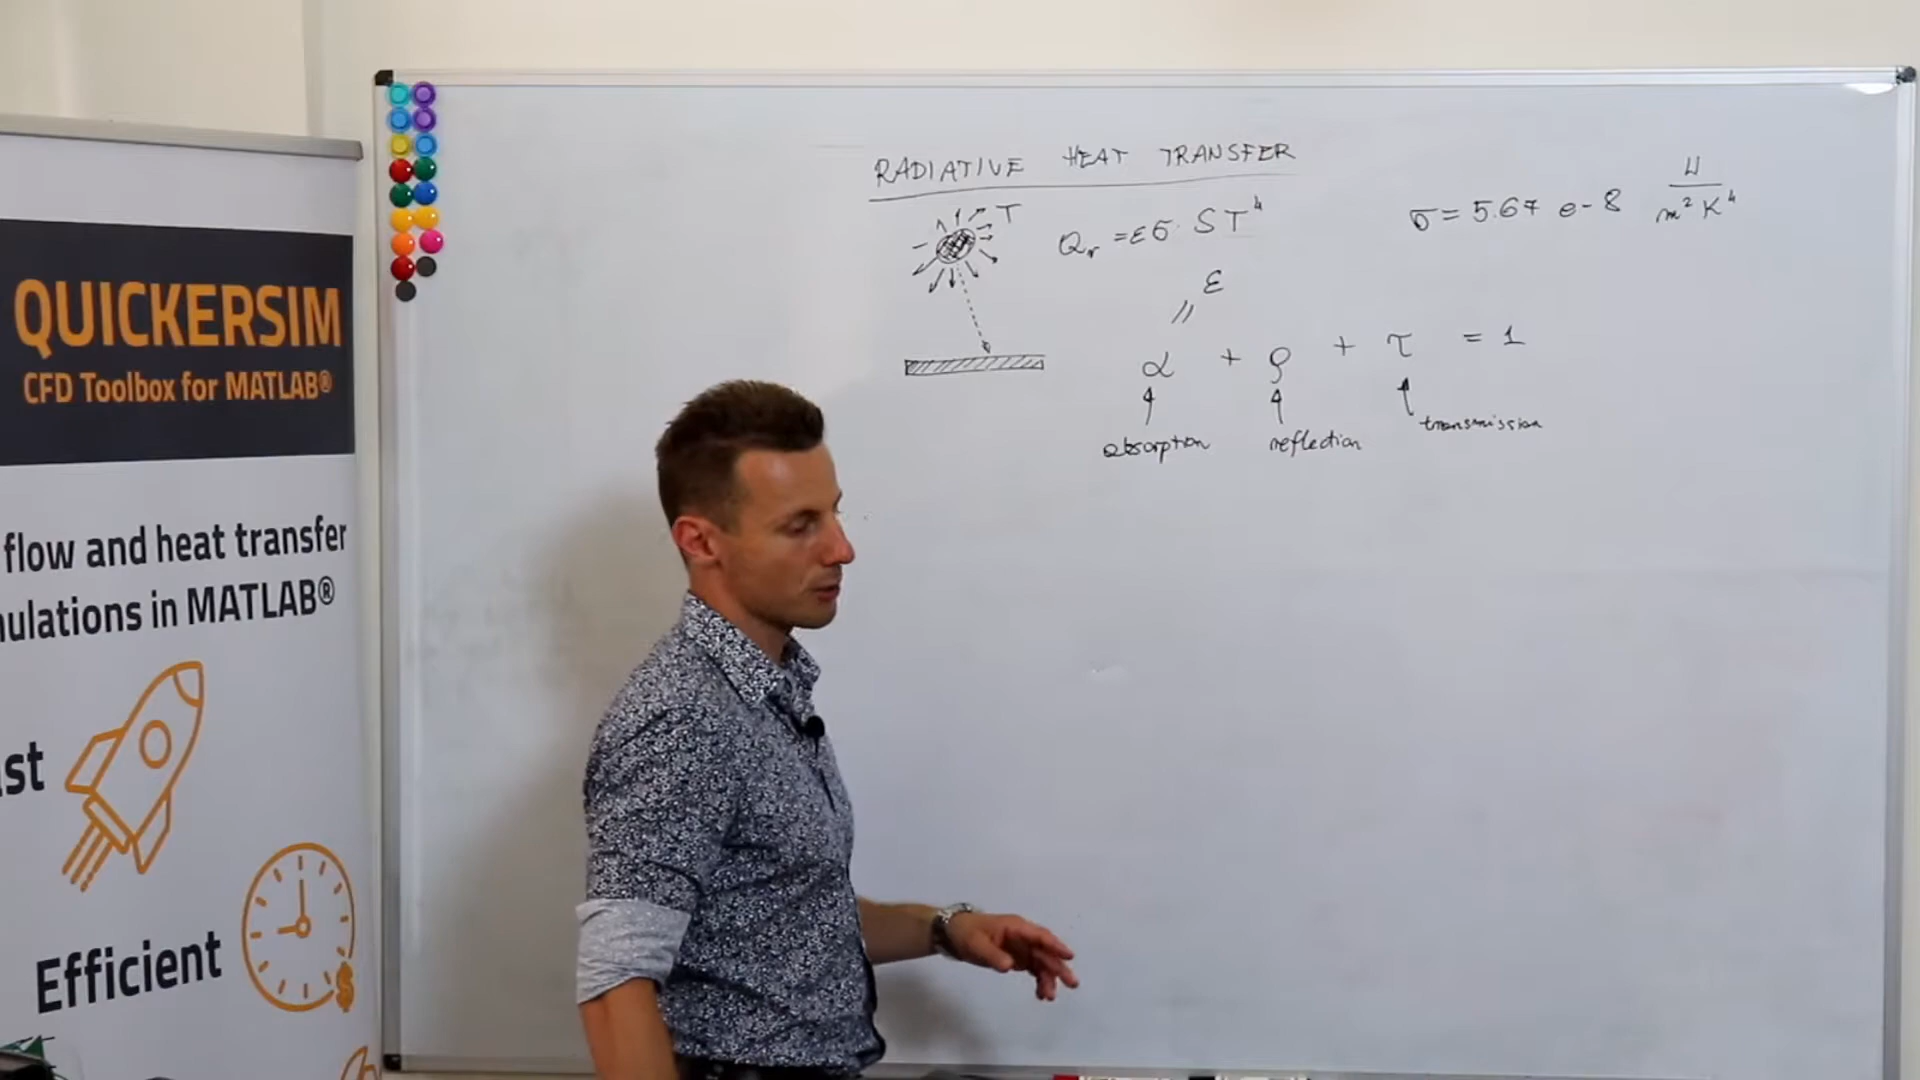 QUICKERSIM
CFD Toolbox for MATLAB®
flow and heat transfer
ulations in MATLAB®
st
Efficient
$
RADIATIVE HEAT TRANSFER
T
Qr = εσ · S T⁴
σ = 5.67 e-8 W/m² K⁴
ε
//
α + ρ + τ = 1
absorption reflection transmission